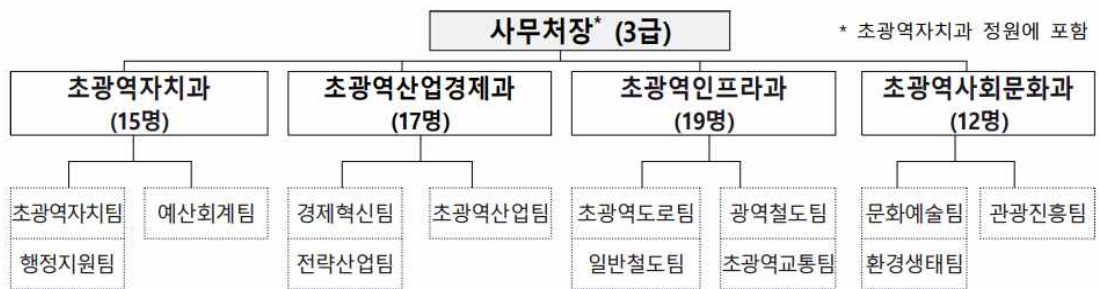 사무처장* (3급)
* 초광역자치과 정원에 포함
초광역자치과
(15명)
초광역산업경제과
(17명)
초광역인프라과
(19명)
초광역사회문화과
(12명)
초광역자치팀
예산회계팀
행정지원팀
경제혁신팀
초광역산업팀
전략산업팀
초광역도로팀
광역철도팀
일반철도팀
초광역교통팀
문화예술팀
관광진흥팀
환경생태팀